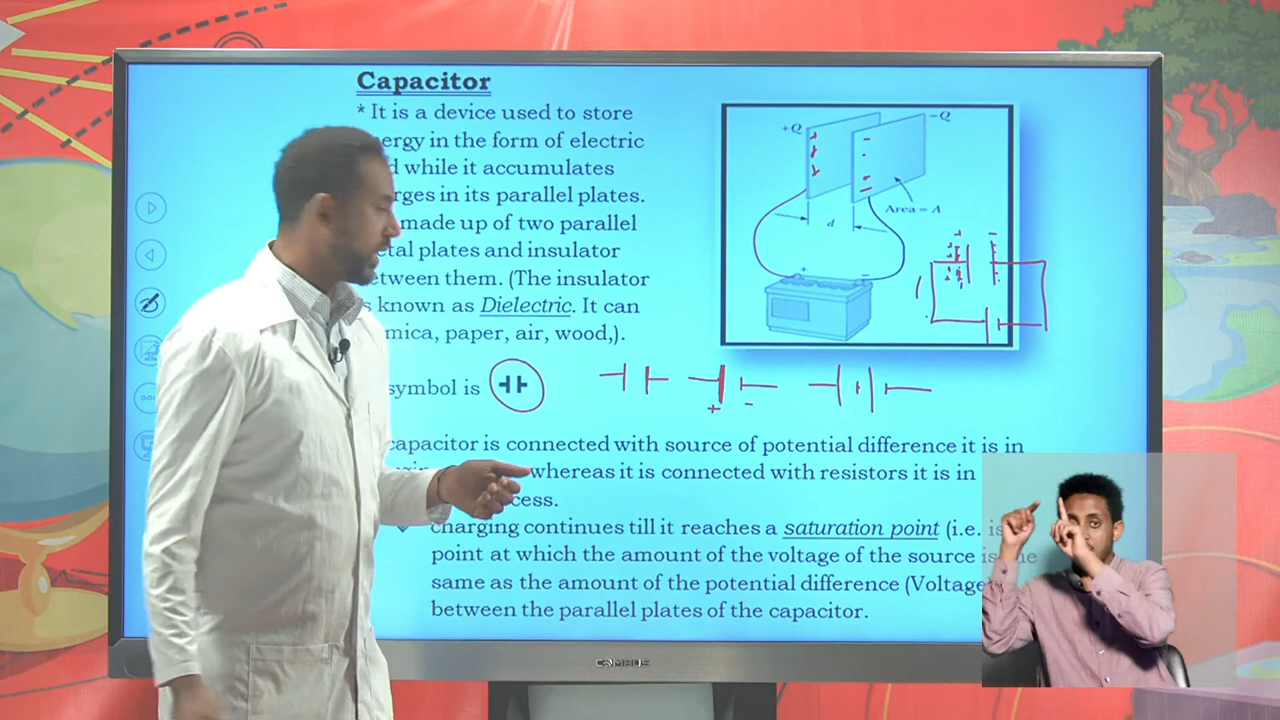 Capacitor
* It is a device used to store
ergy in the form of electric
d while it accumulates
rges in its parallel plates.
made up of two parallel
tal plates and insulator
etween them. (The insulator
s known as Dielectric. It can
mica, paper, air, wood,).
symbol is
capacitor is connected with source of potential difference it is in
whereas it is connected with resistors it is in
cess.
charging continues till it reaches a saturation point (i.e. is
point at which the amount of the voltage of the source is
same as the amount of the potential difference (Voltage)
between the parallel plates of the capacitor.
+Q
-Q
Area = A
d
+
-
+ -
CAMBUS